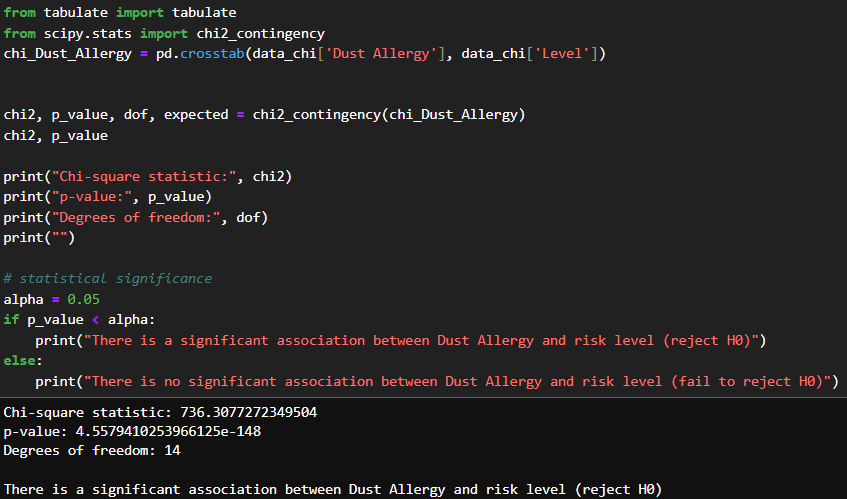 from tabulate import tabulate
from scipy.stats import chi2_contingency
chi_Dust_Allergy = pd.crosstab(data_chi['Dust Allergy'], data_chi['Level'])
chi2, p_value, dof, expected = chi2_contingency(chi_Dust_Allergy)
chi2, p_value
print("Chi-square statistic:", chi2)
print("p-value:", p_value)
print("Degrees of freedom:", dof)
print("")
# statistical significance
alpha = 0.05
if p_value < alpha:
    print("There is a significant association between Dust Allergy and risk level (reject H0)")
else:
    print("There is no significant association between Dust Allergy and risk level (fail to reject H0)")
Chi-square statistic: 736.3077272349504
p-value: 4.5579410253966125e-148
Degrees of freedom: 14
There is a significant association between Dust Allergy and risk level (reject H0)